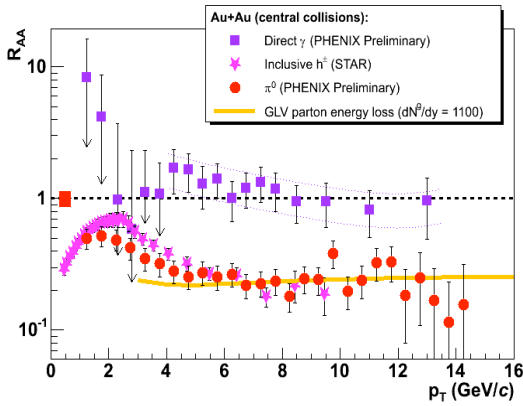 Au+Au (central collisions):
Direct γ (PHENIX Preliminary)
Inclusive h± (STAR)
π0 (PHENIX Preliminary)
GLV parton energy loss (dNg/dy = 1100)
RAA
10
1
10-1
0 2 4 6 8 10 12 14 16
pT (GeV/c)